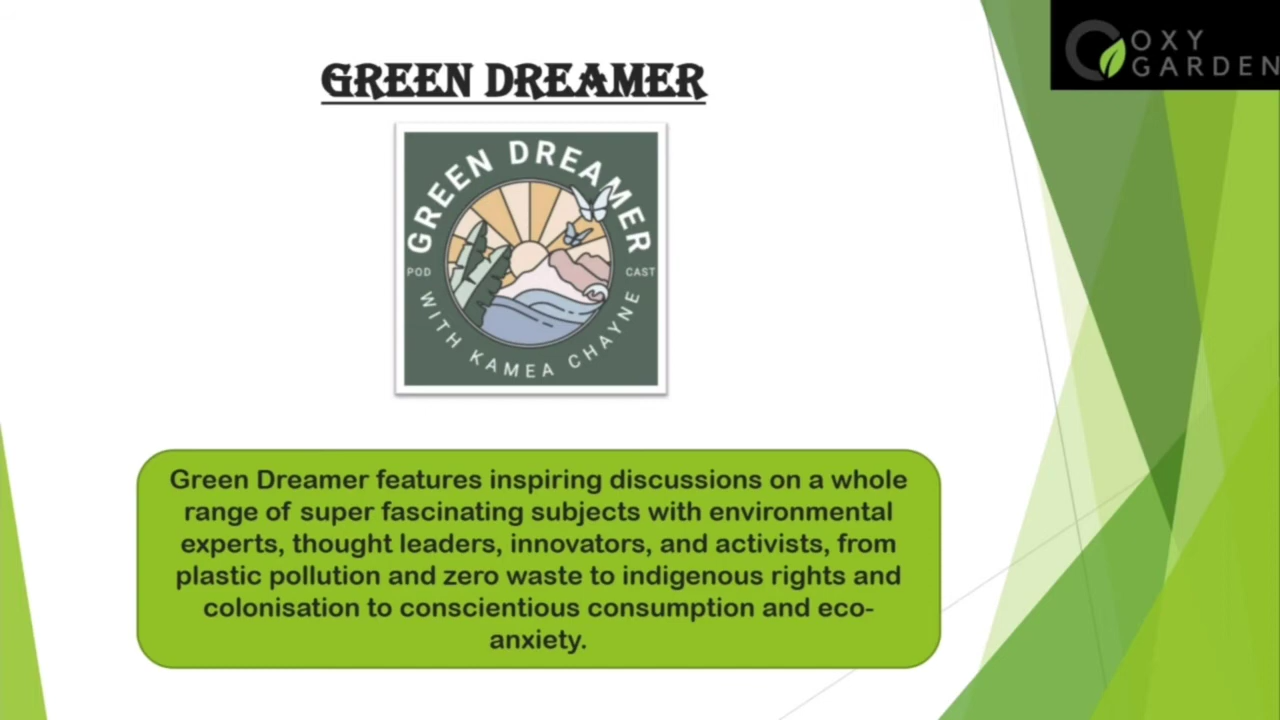 OXY
GARDEN
GREEN DREAMER
GREEN DREAMER
POD CAST
WITH KAMEA CHAYNE
Green Dreamer features inspiring discussions on a whole
range of super fascinating subjects with environmental
experts, thought leaders, innovators, and activists, from
plastic pollution and zero waste to indigenous rights and
colonisation to conscientious consumption and eco-
anxiety.